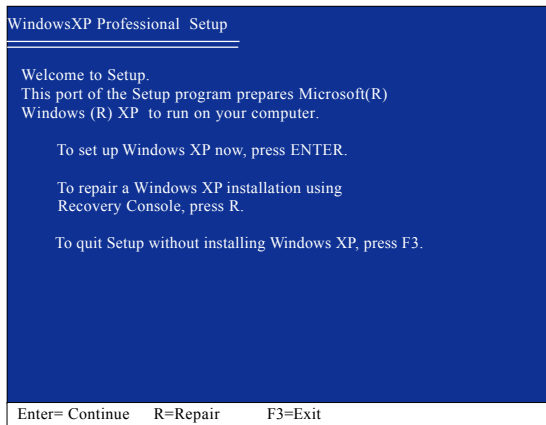 WindowsXP Professional Setup
Welcome to Setup.
This port of the Setup program prepares Microsoft(R)
Windows (R) XP to run on your computer.
To set up Windows XP now, press ENTER.
To repair a Windows XP installation using
Recovery Console, press R.
To quit Setup without installing Windows XP, press F3.
Enter= Continue R=Repair F3=Exit